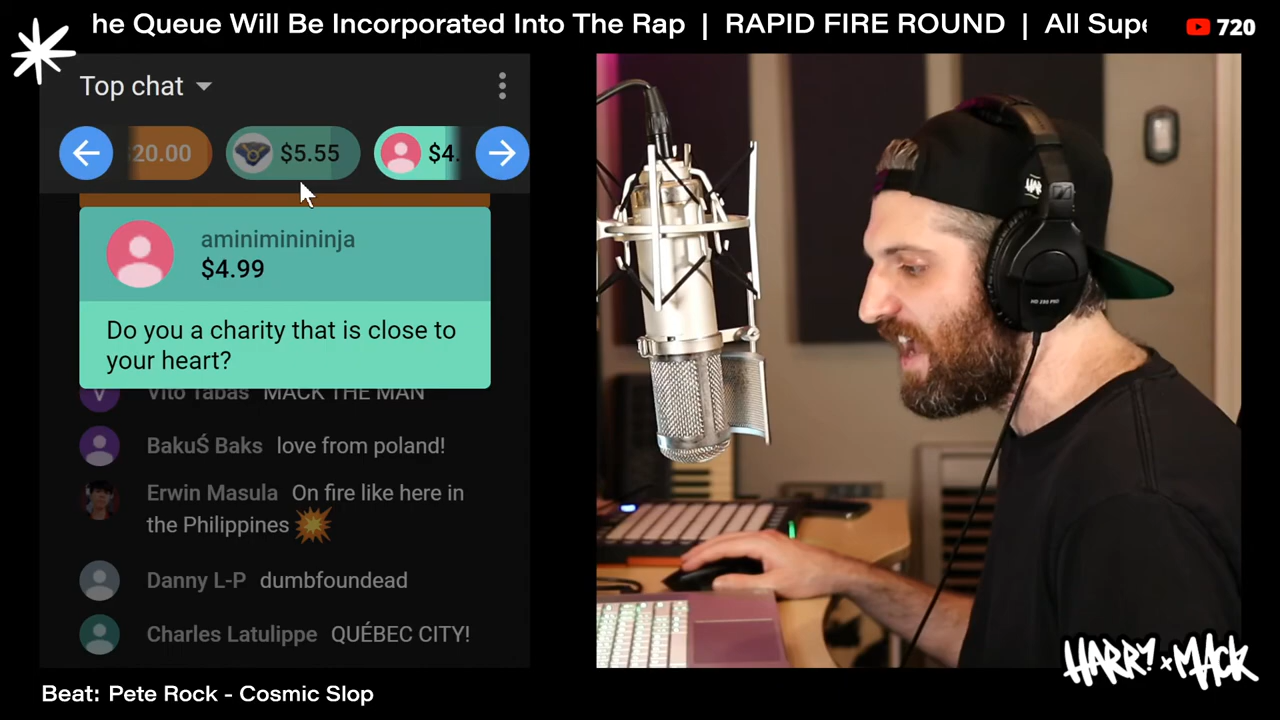 he Queue Will Be Incorporated Into The Rap | RAPID FIRE ROUND | All Supe
720
Top chat
20.00
$5.55
$4.
aminiminininja
$4.99
Do you a charity that is close to
your heart?
Vito Tabas MACK THE MAN
BakuŚ Baks love from poland!
Erwin Masula On fire like here in
the Philippines
Danny L-P dumbfoundead
Charles Latulippe QUÉBEC CITY!
HARRY x MACK
Beat: Pete Rock - Cosmic Slop